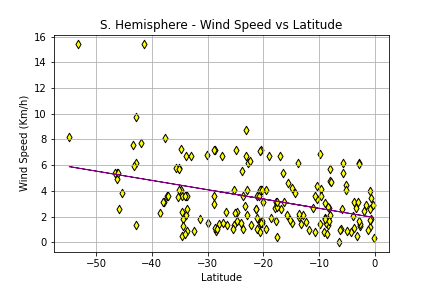 S. Hemisphere - Wind Speed vs Latitude
16
14
12
10
8
6
4
2
0
Wind Speed (Km/h)
−50 −40 −30 −20 −10 0
Latitude